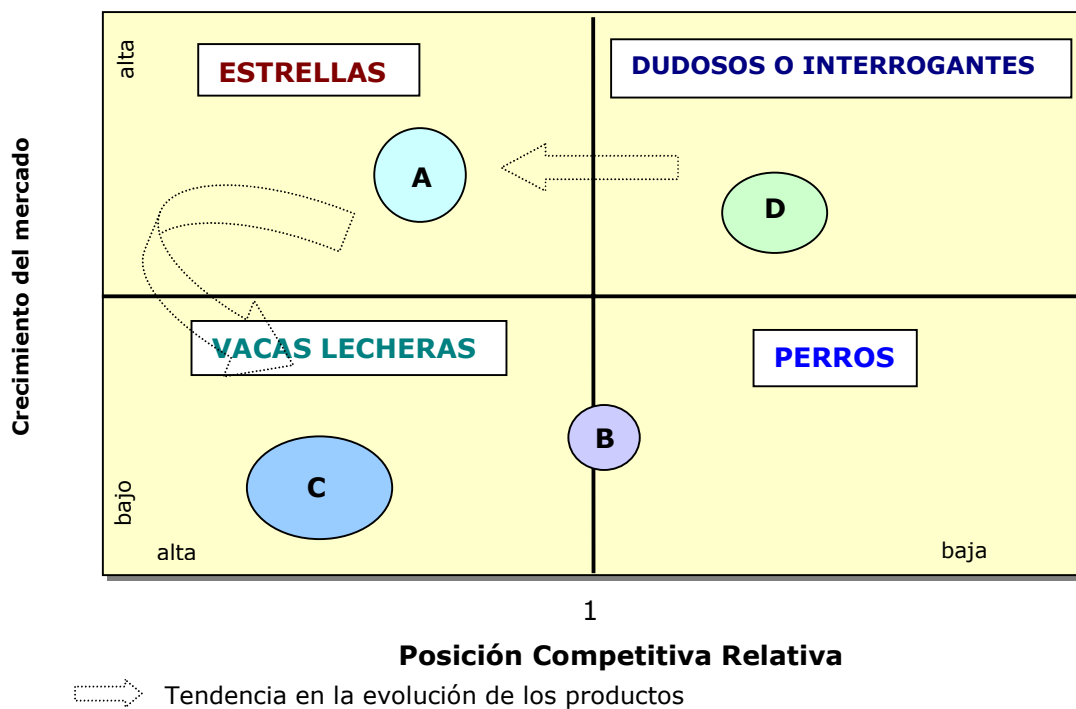 alta
ESTRELLAS
DUDOSOS O INTERROGANTES
A
D
Crecimiento del mercado
VACAS LECHERAS
PERROS
B
C
bajo
alta
baja
1
Posición Competitiva Relativa
Tendencia en la evolución de los productos